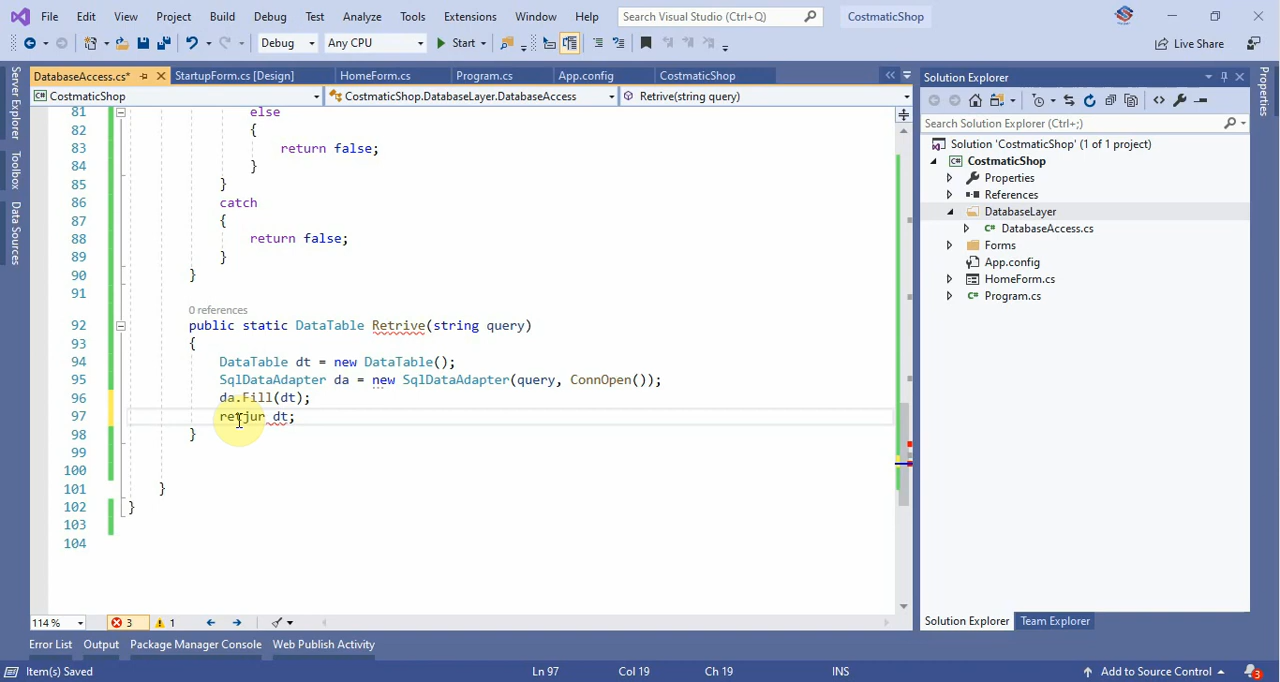 File Edit View Project Build Debug Test Analyze Tools Extensions Window Help Search Visual Studio (Ctrl+Q) CostmaticShop
Debug Any CPU Start Live Share
DatabaseAccess.cs* StartupForm.cs [Design] HomeForm.cs Program.cs App.config CostmaticShop
CostmaticShop CostmaticShop.DatabaseLayer.DatabaseAccess Retrive(string query)
Server Explorer
Toolbox
Data Sources
81 else
82 {
83 return false;
84 }
85 }
86 catch
87 {
88 return false;
89 }
90 }
91
0 references
92 public static DataTable Retrive(string query)
93 {
94 DataTable dt = new DataTable();
95 SqlDataAdapter da = new SqlDataAdapter(query, ConnOpen());
96 da.Fill(dt);
97 retjur dt;
98 }
99
100
101 }
102 }
103
104
114 % 3 1
Solution Explorer
Search Solution Explorer (Ctrl+;)
Solution 'CostmaticShop' (1 of 1 project)
CostmaticShop
Properties
References
DatabaseLayer
DatabaseAccess.cs
Forms
App.config
HomeForm.cs
Program.cs
Solution Explorer Team Explorer
Properties
Error List Output Package Manager Console Web Publish Activity
Item(s) Saved Ln 97 Col 19 Ch 19 INS Add to Source Control 3